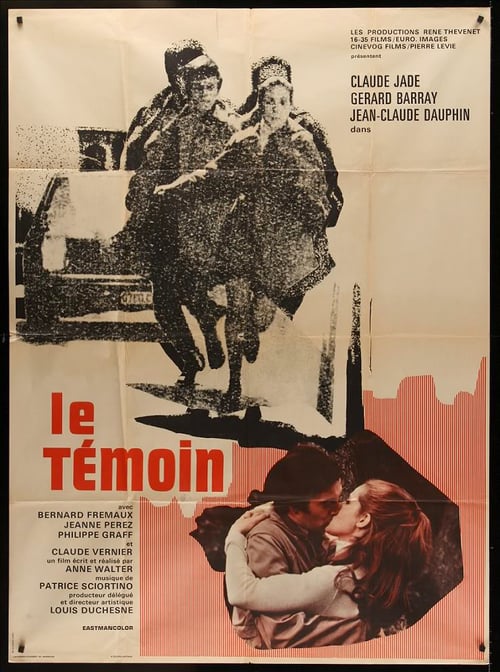 LES PRODUCTIONS RENE THEVENET
16-35 FILMS/EURO. IMAGES
CINEVOG FILMS/PIERRE LEVIE
présentent
CLAUDE JADE
GERARD BARRAY
JEAN-CLAUDE DAUPHIN
dans
le
TÉMOIN
avec
BERNARD FREMAUX
JEANNE PEREZ
PHILIPPE GRAFF
et
CLAUDE VERNIER
un film écrit et réalisé par
ANNE WALTER
musique de
PATRICE SCIORTINO
producteur délégué
et directeur artistique
LOUIS DUCHESNE
EASTMANCOLOR